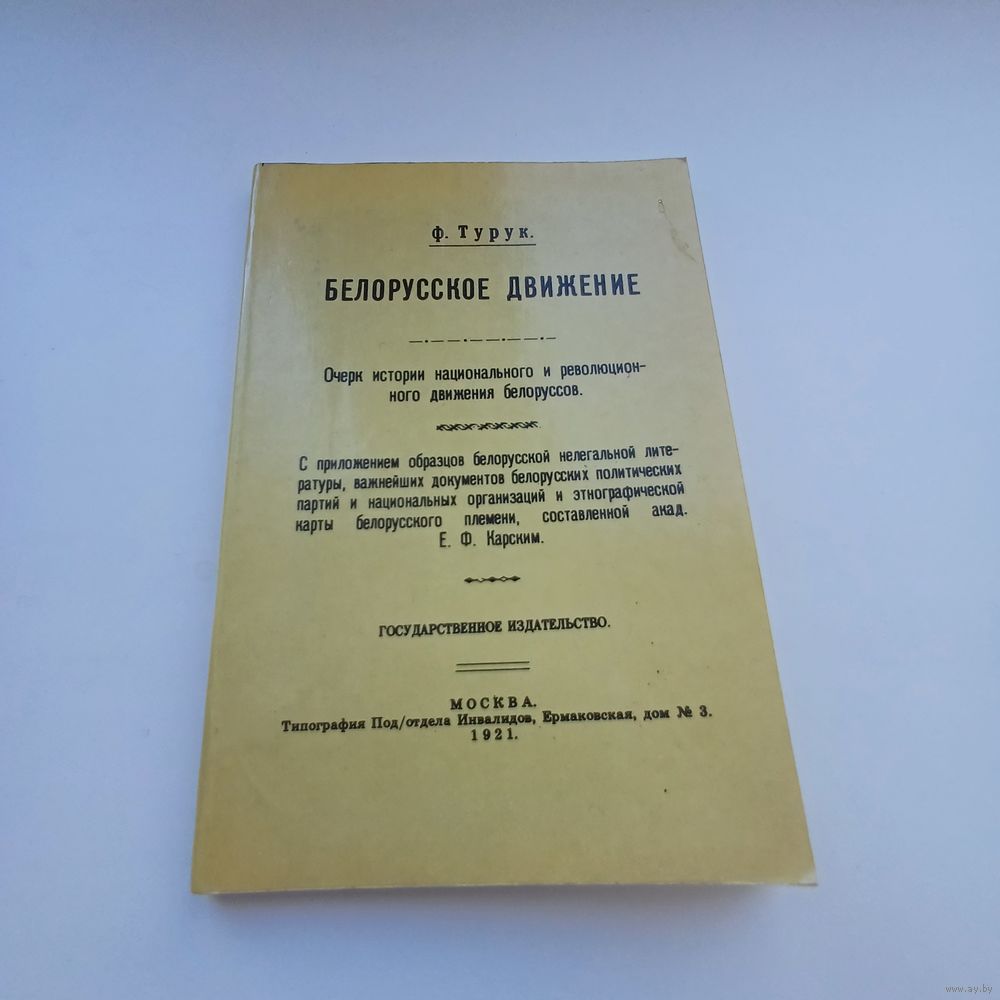 Ф. Турук.
БЕЛОРУССКОЕ ДВИЖЕНИЕ
Очерк истории национального и революцион-
ного движения белоруссов.
С приложением образцов белорусской нелегальной лите-
ратуры, важнейших документов белорусских политических
партий и национальных организаций и этнографической
карты белорусского племени, составленной акад.
Е. Ф. Карским.
ГОСУДАРСТВЕННОЕ ИЗДАТЕЛЬСТВО.
МОСКВА.
Типография Под/отдела Инвалидов, Ермаковская, дом № 3.
1921.
www.ay.by